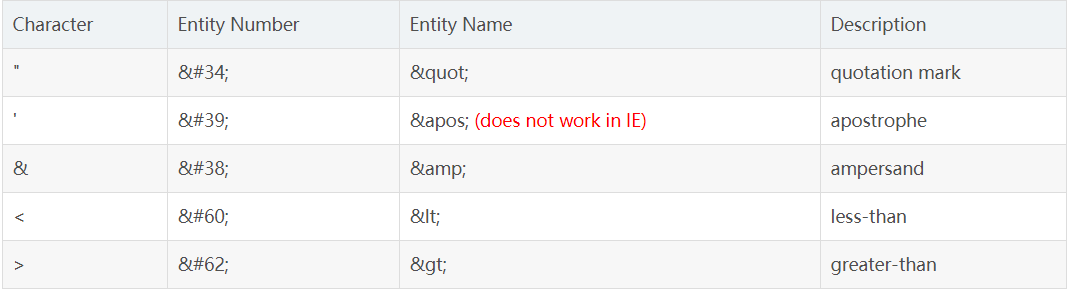 Character Entity Number Entity Name Description
" &#34; &quot; quotation mark
' &#39; &apos; (does not work in IE) apostrophe
& &#38; &amp; ampersand
< &#60; &lt; less-than
> &#62; &gt; greater-than